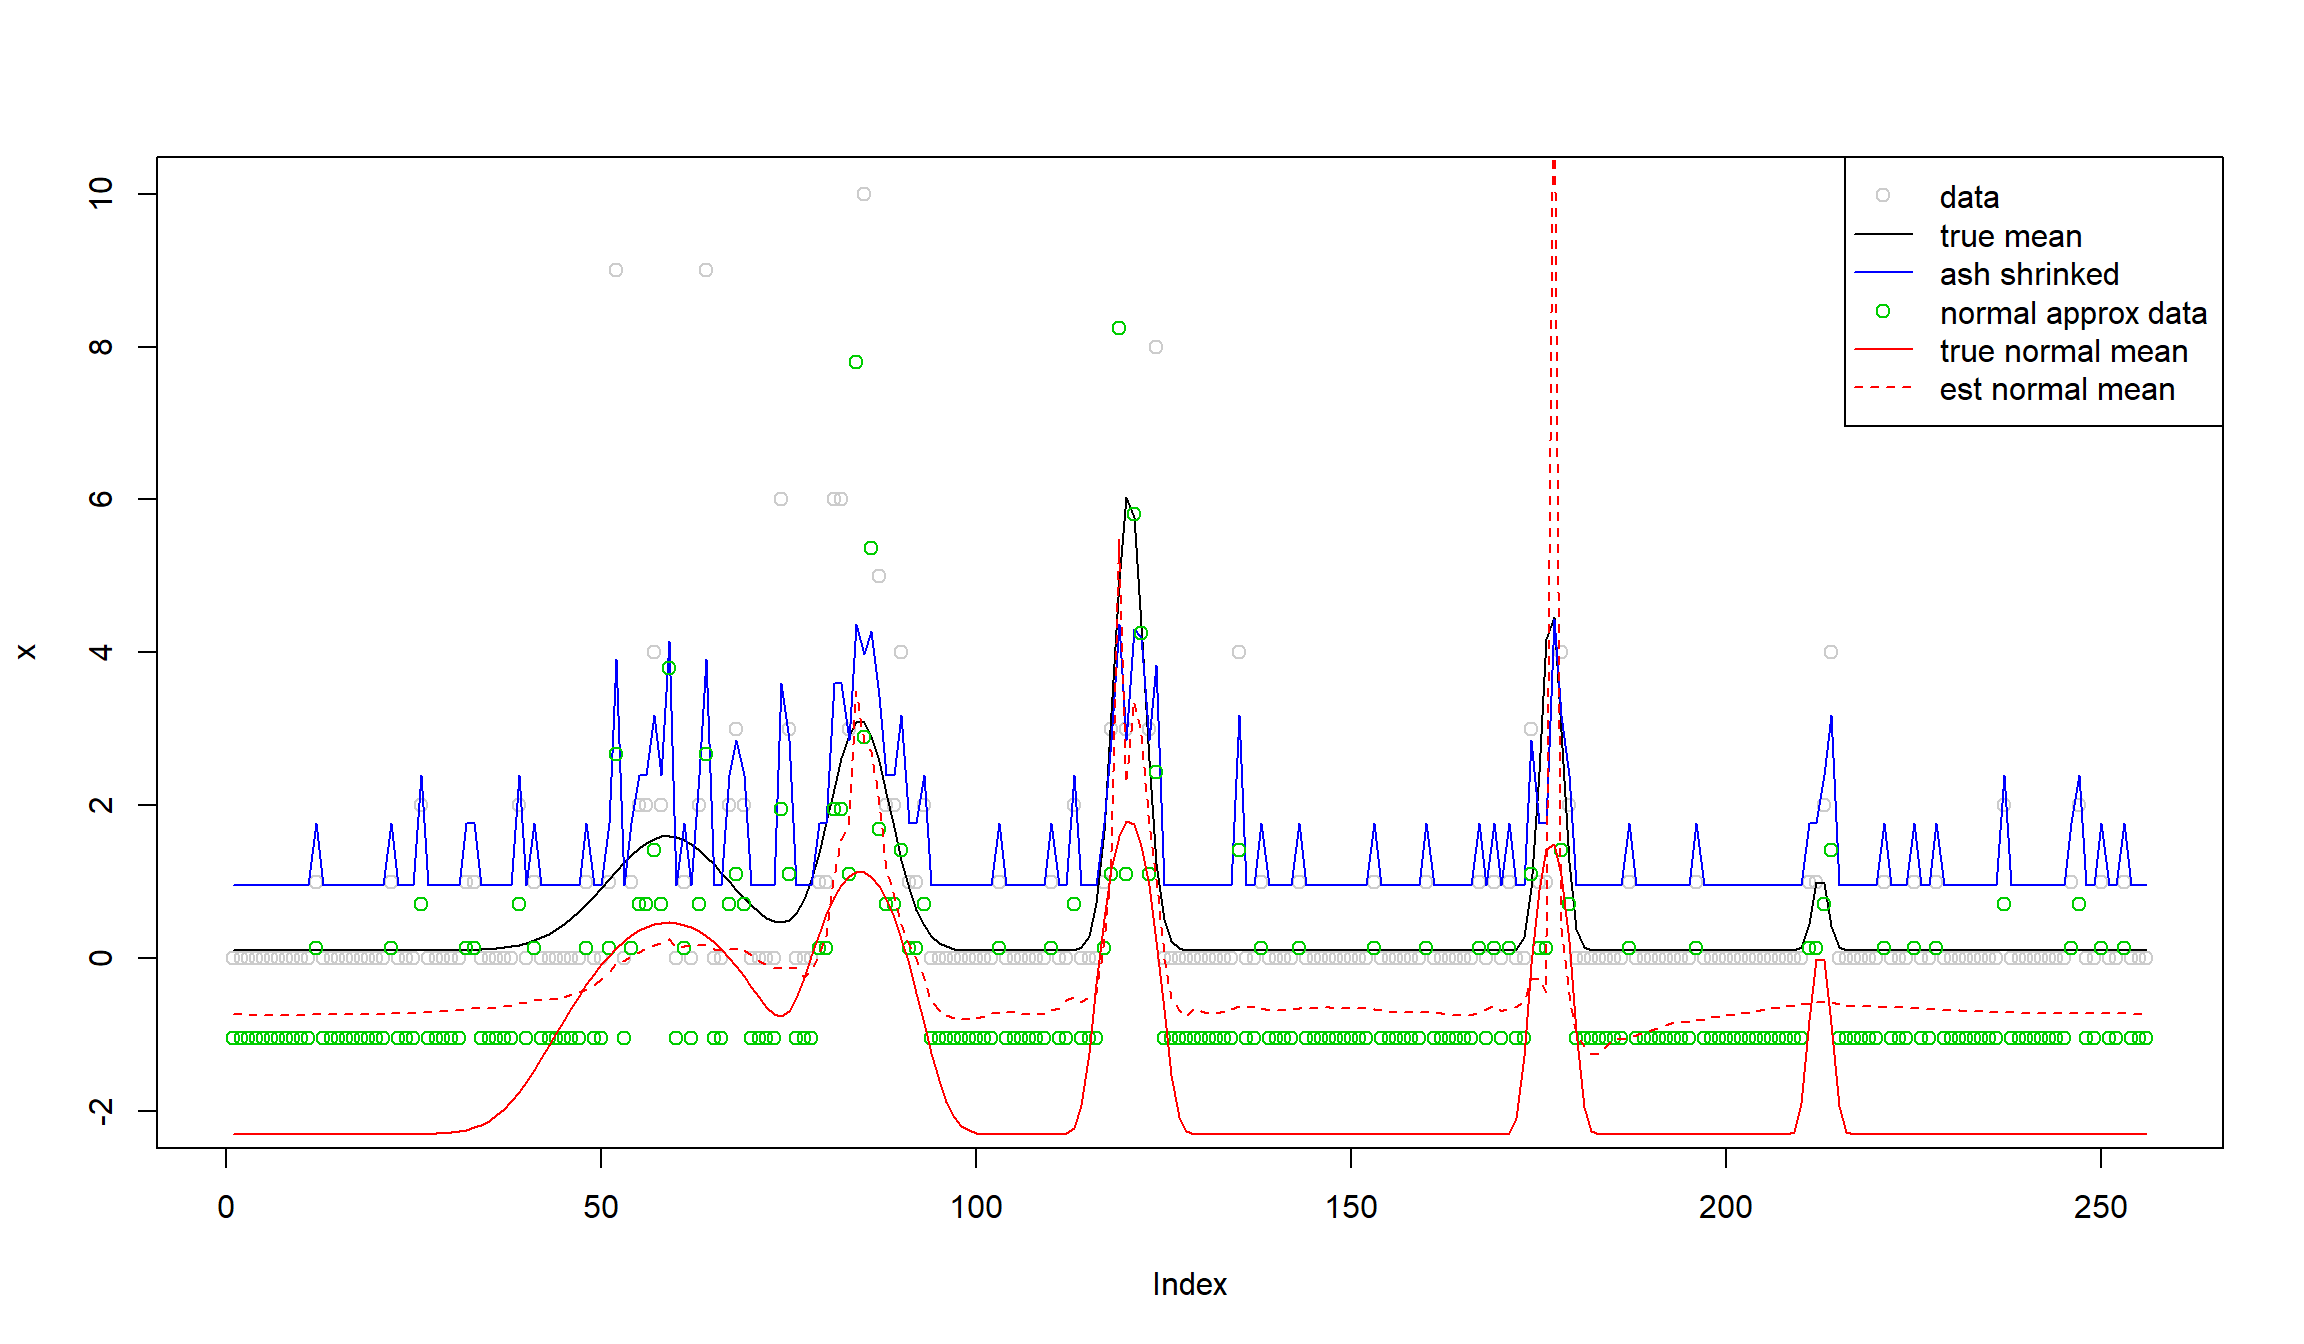 data
true mean
ash shrinked
normal approx data
true normal mean
est normal mean
10
8
6
4
2
0
-2
x
0 50 100 150 200 250
Index